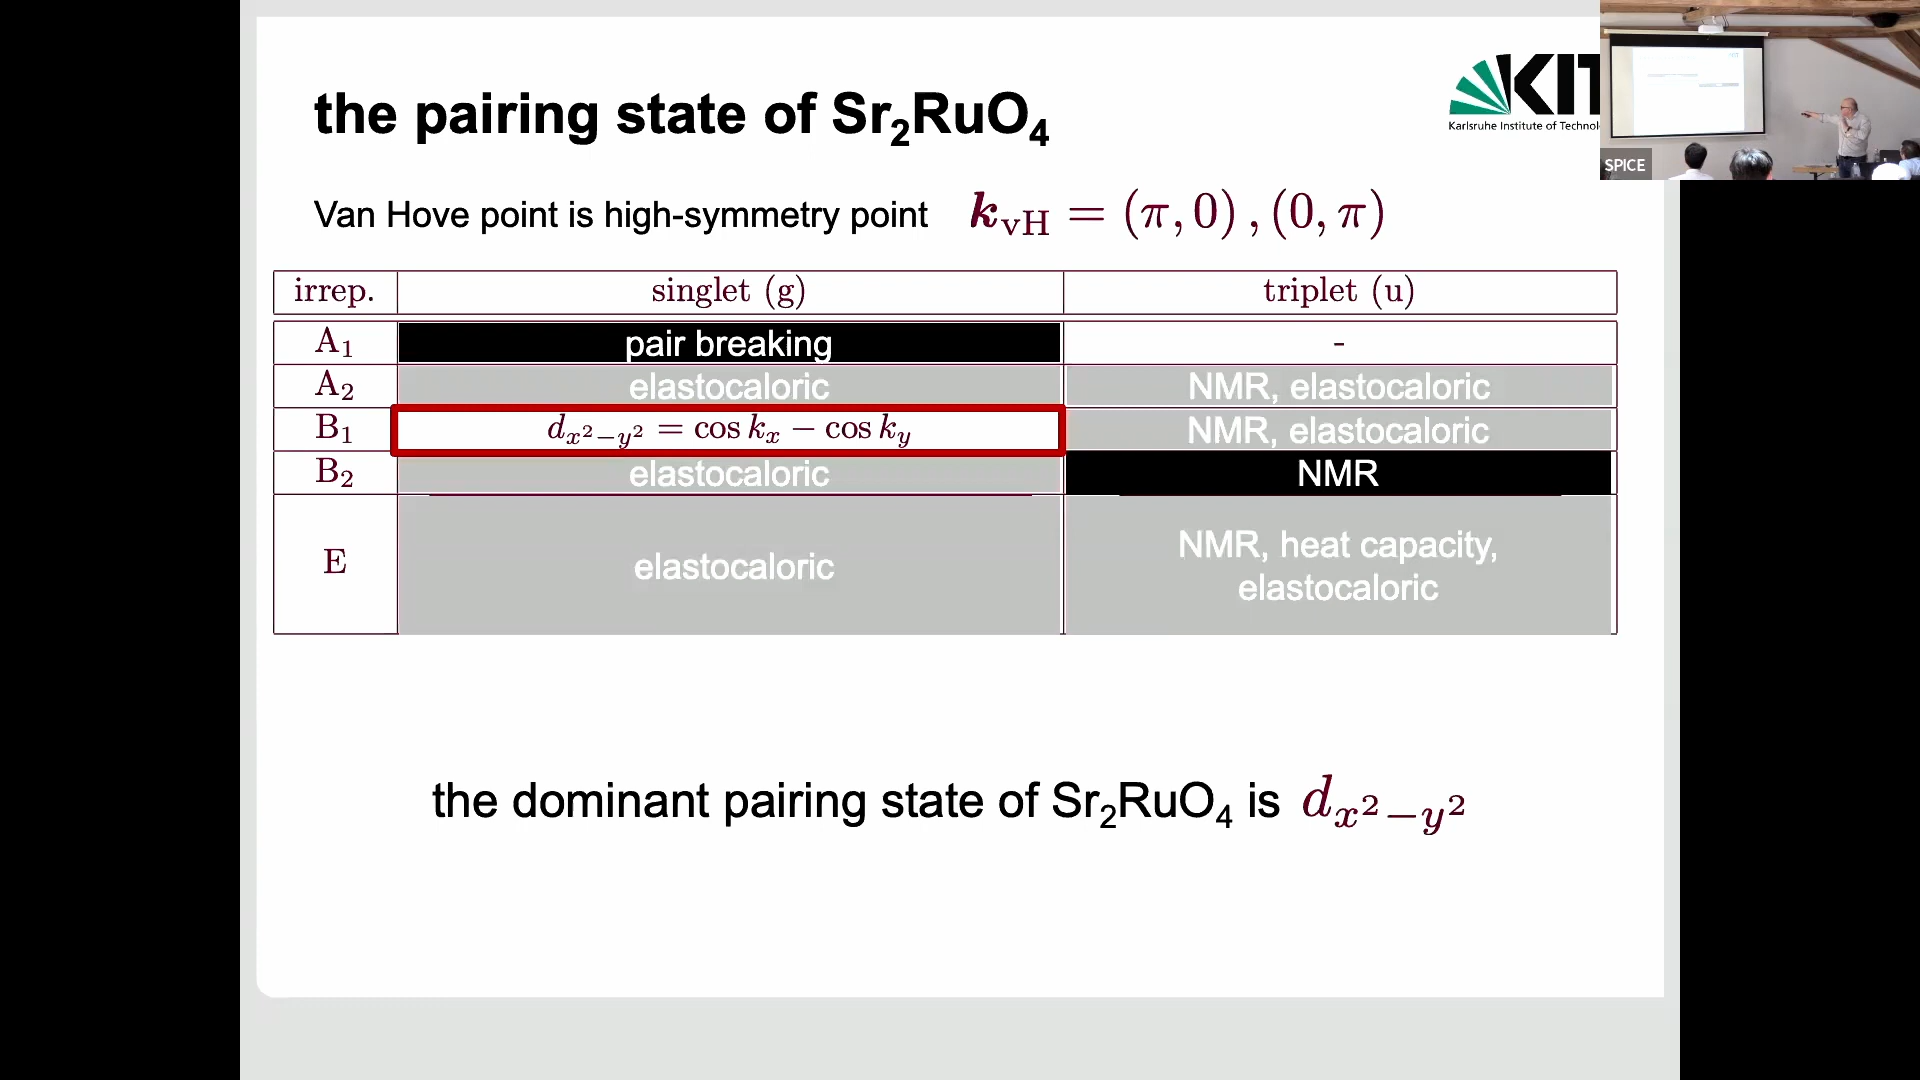 the pairing state of Sr₂RuO₄
KIT
Karlsruhe Institute of Technol
SPICE
Van Hove point is high-symmetry point k_vH = (π, 0) , (0, π)
irrep. singlet (g) triplet (u)
A₁ pair breaking -
A₂ elastocaloric NMR, elastocaloric
B₁ d_{x²−y²} = cos k_x − cos k_y NMR, elastocaloric
B₂ elastocaloric NMR
E elastocaloric NMR, heat capacity,
elastocaloric
the dominant pairing state of Sr₂RuO₄ is d_{x²−y²}